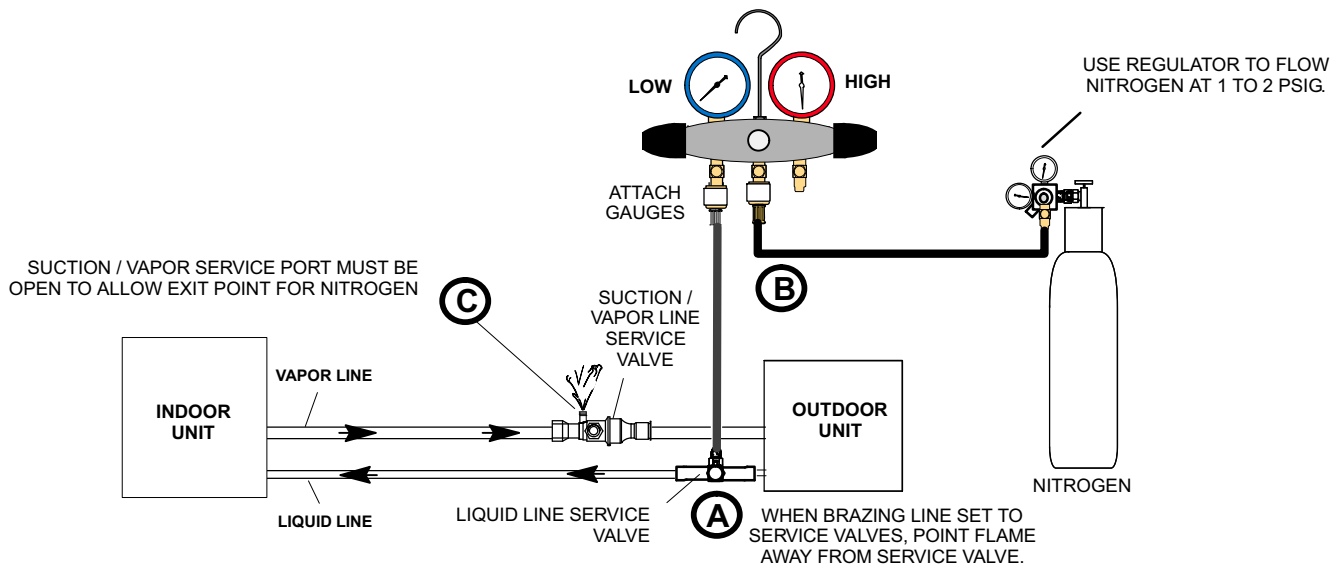 LOW
HIGH
USE REGULATOR TO FLOW
NITROGEN AT 1 TO 2 PSIG.
ATTACH
GAUGES
SUCTION / VAPOR SERVICE PORT MUST BE
OPEN TO ALLOW EXIT POINT FOR NITROGEN
C
SUCTION /
VAPOR LINE
SERVICE
VALVE
B
VAPOR LINE
INDOOR
UNIT
OUTDOOR
UNIT
LIQUID LINE
LIQUID LINE SERVICE
VALVE
A
WHEN BRAZING LINE SET TO
SERVICE VALVES, POINT FLAME
AWAY FROM SERVICE VALVE.
NITROGEN